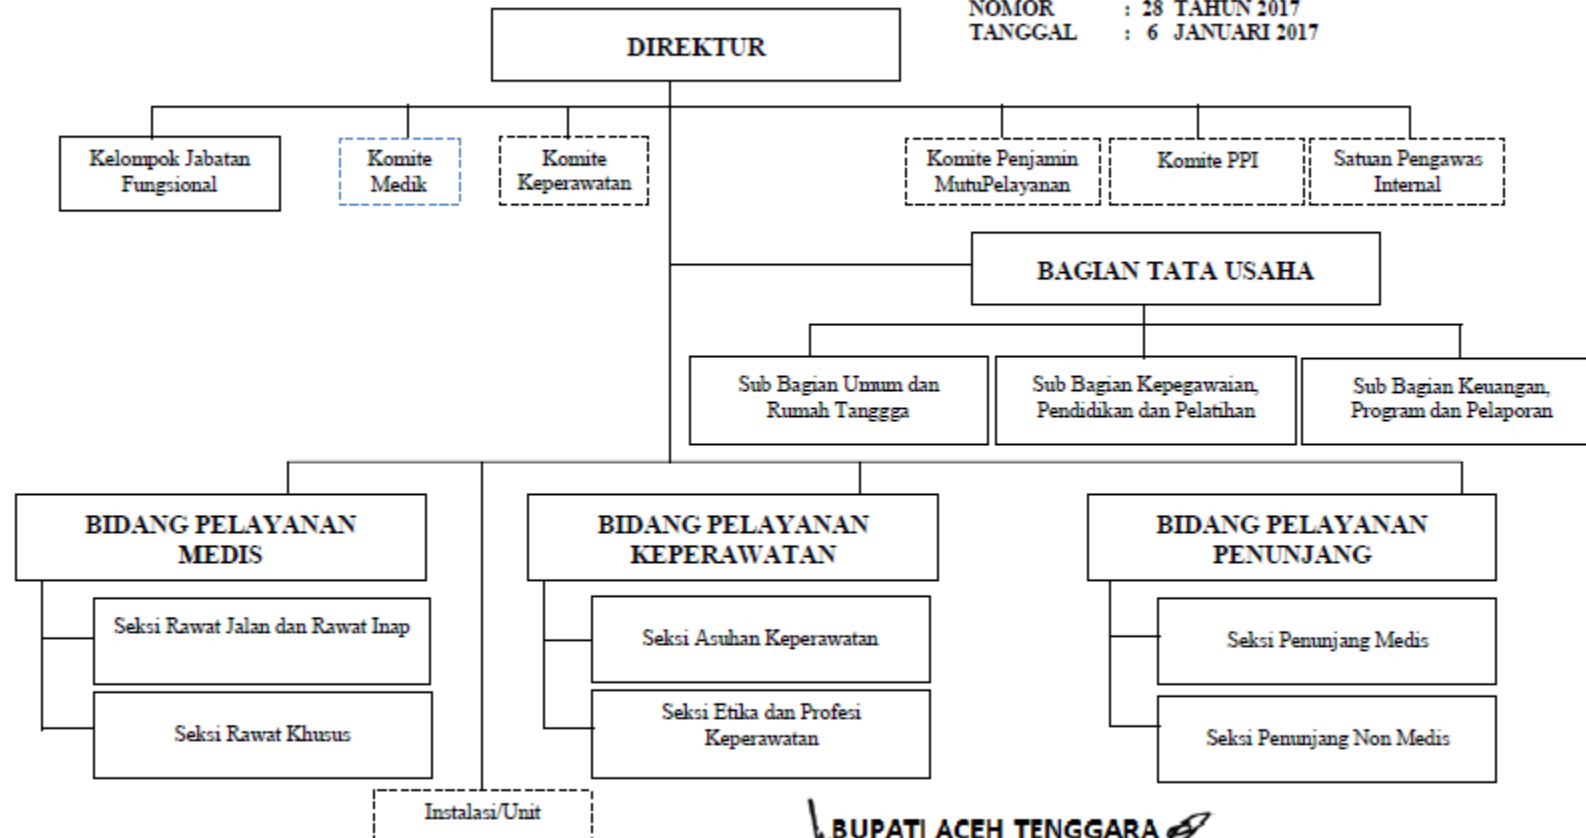 NOMOR : 28 TAHUN 2017
TANGGAL : 6 JANUARI 2017
DIREKTUR
Kelompok Jabatan
Fungsional
Komite
Medik
Komite
Keperawatan
Komite Penjamin
MutuPelayanan
Komite PPI
Satuan Pengawas
Internal
BAGIAN TATA USAHA
Sub Bagian Umum dan
Rumah Tanggga
Sub Bagian Kepegawaian,
Pendidikan dan Pelatihan
Sub Bagian Keuangan,
Program dan Pelaporan
BIDANG PELAYANAN
MEDIS
Seksi Rawat Jalan dan Rawat Inap
Seksi Rawat Khusus
BIDANG PELAYANAN
KEPERAWATAN
Seksi Asuhan Keperawatan
Seksi Etika dan Profesi
Keperawatan
BIDANG PELAYANAN
PENUNJANG
Seksi Penunjang Medis
Seksi Penunjang Non Medis
Instalasi/Unit
BUPATI ACEH TENGGARA